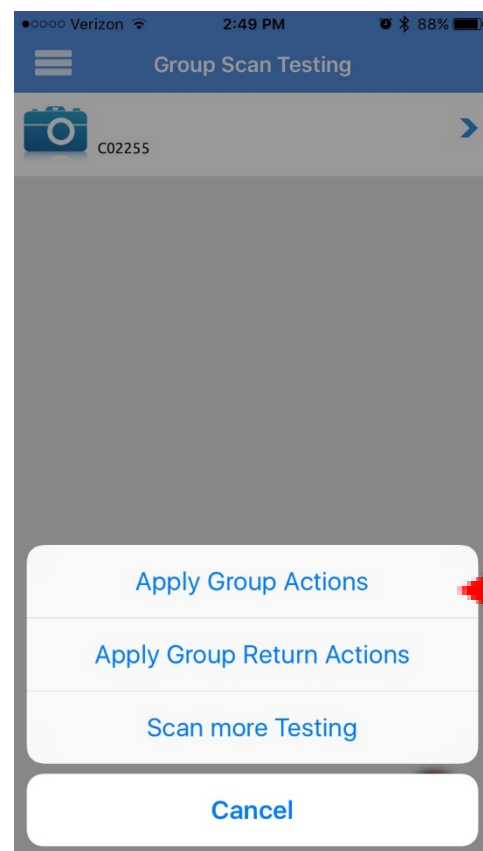 Verizon 2:49 PM 88%
Group Scan Testing
C02255
Apply Group Actions
Apply Group Return Actions
Scan more Testing
Cancel